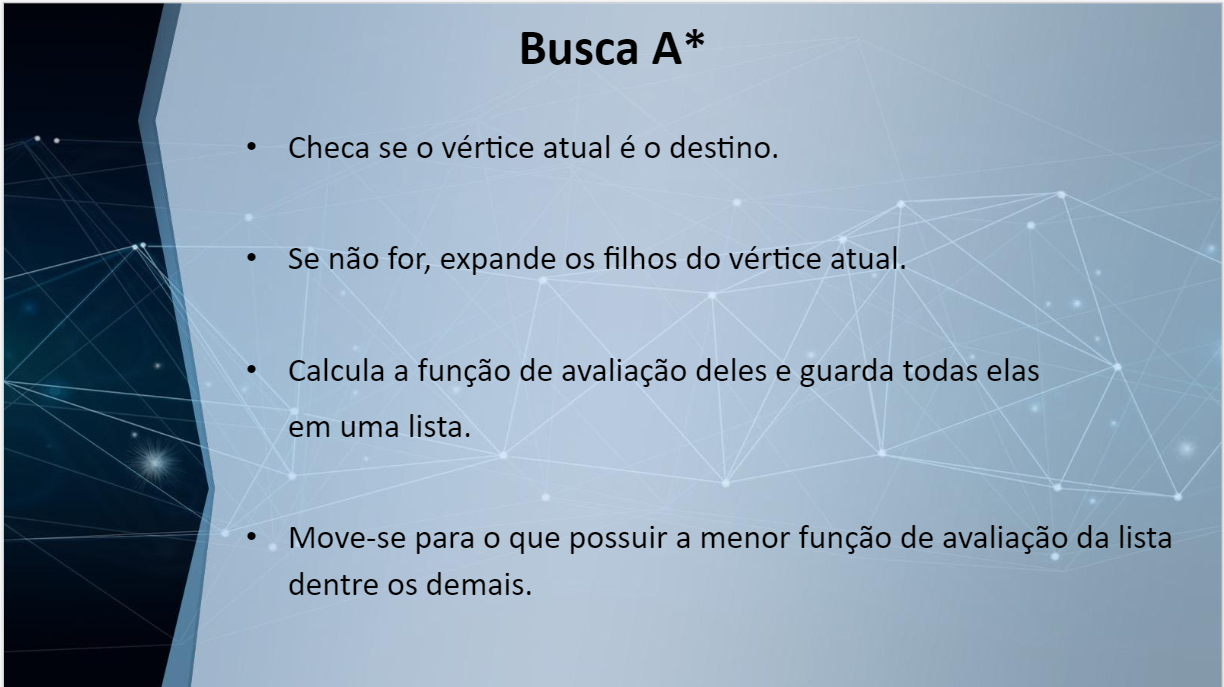 Busca A*
• Checa se o vértice atual é o destino.
• Se não for, expande os filhos do vértice atual.
• Calcula a função de avaliação deles e guarda todas elas
em uma lista.
• Move-se para o que possuir a menor função de avaliação da lista
dentre os demais.